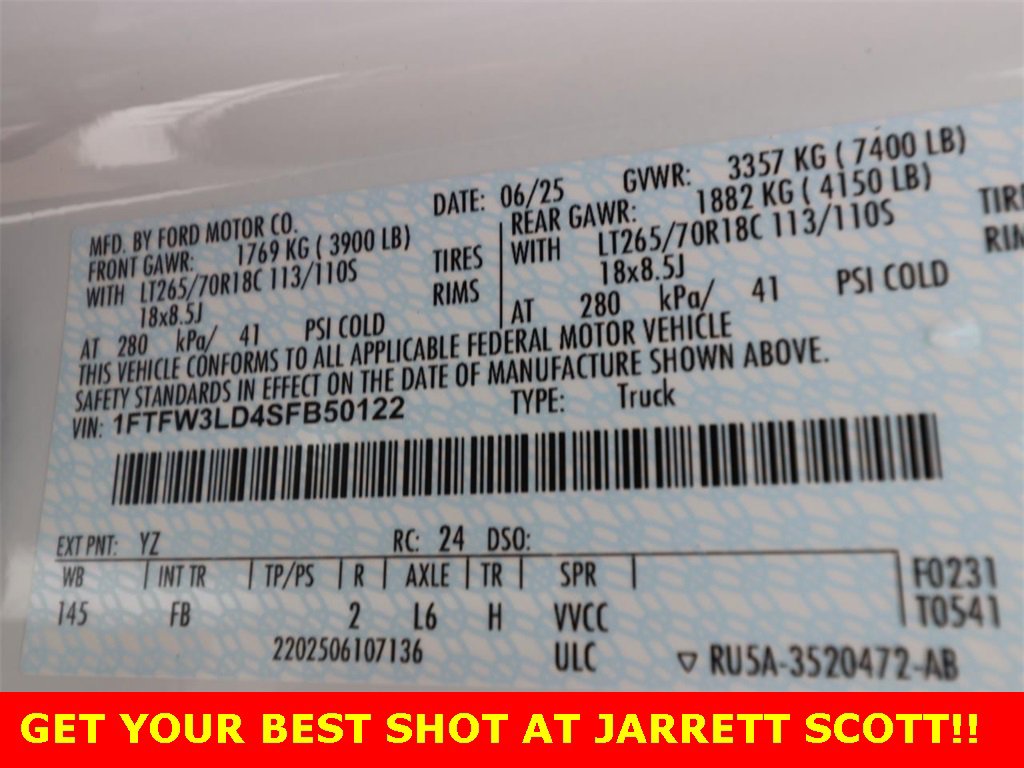 MFD. BY FORD MOTOR CO. DATE: 06/25 GVWR: 3357 KG ( 7400 LB)
FRONT GAWR: 1769 KG ( 3900 LB) REAR GAWR: 1882 KG ( 4150 LB)
WITH LT265/70R18C 113/110S TIRES WITH LT265/70R18C 113/110S
18x8.5J RIMS 18x8.5J
AT 280 kPa/ 41 PSI COLD AT 280 kPa/ 41 PSI COLD
THIS VEHICLE CONFORMS TO ALL APPLICABLE FEDERAL MOTOR VEHICLE
SAFETY STANDARDS IN EFFECT ON THE DATE OF MANUFACTURE SHOWN ABOVE.
VIN: 1FTFW3LD4SFB50122 TYPE: Truck
EXT PNT: YZ RC: 24 DSO:
WB INT TR TP/PS R AXLE TR SPR F0231
145 FB 2 L6 H VVCC T0541
2202506107136 ULC RU5A-3520472-AB
GET YOUR BEST SHOT AT JARRETT SCOTT!!